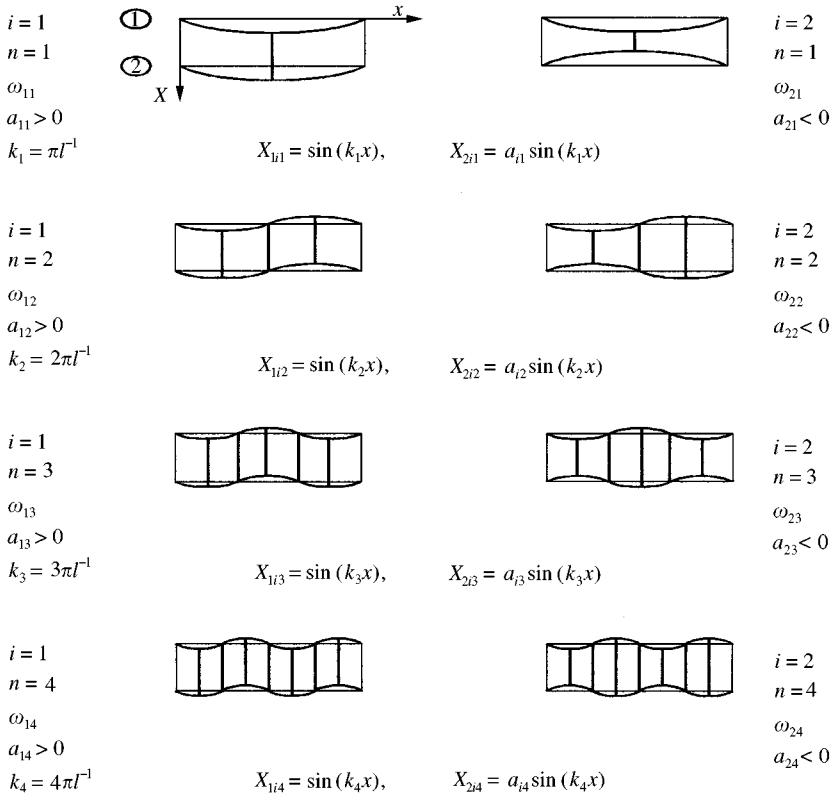 i = 1
n = 1
ω₁₁
a₁₁ > 0
k₁ = πl⁻¹
1
x
2
X
i = 2
n = 1
ω₂₁
a₂₁ < 0
X₁ᵢ₁ = sin (k₁x), X₂ᵢ₁ = aᵢ₁ sin (k₁x)
i = 1
n = 2
ω₁₂
a₁₂ > 0
k₂ = 2πl⁻¹
i = 2
n = 2
ω₂₂
a₂₂ < 0
X₁ᵢ₂ = sin (k₂x), X₂ᵢ₂ = aᵢ₂ sin (k₂x)
i = 1
n = 3
ω₁₃
a₁₃ > 0
k₃ = 3πl⁻¹
i = 2
n = 3
ω₂₃
a₂₃ < 0
X₁ᵢ₃ = sin (k₃x), X₂ᵢ₃ = aᵢ₃ sin (k₃x)
i = 1
n = 4
ω₁₄
a₁₄ > 0
k₄ = 4πl⁻¹
i = 2
n = 4
ω₂₄
a₂₄ < 0
X₁ᵢ₄ = sin (k₄x), X₂ᵢ₄ = aᵢ₄ sin (k₄x)